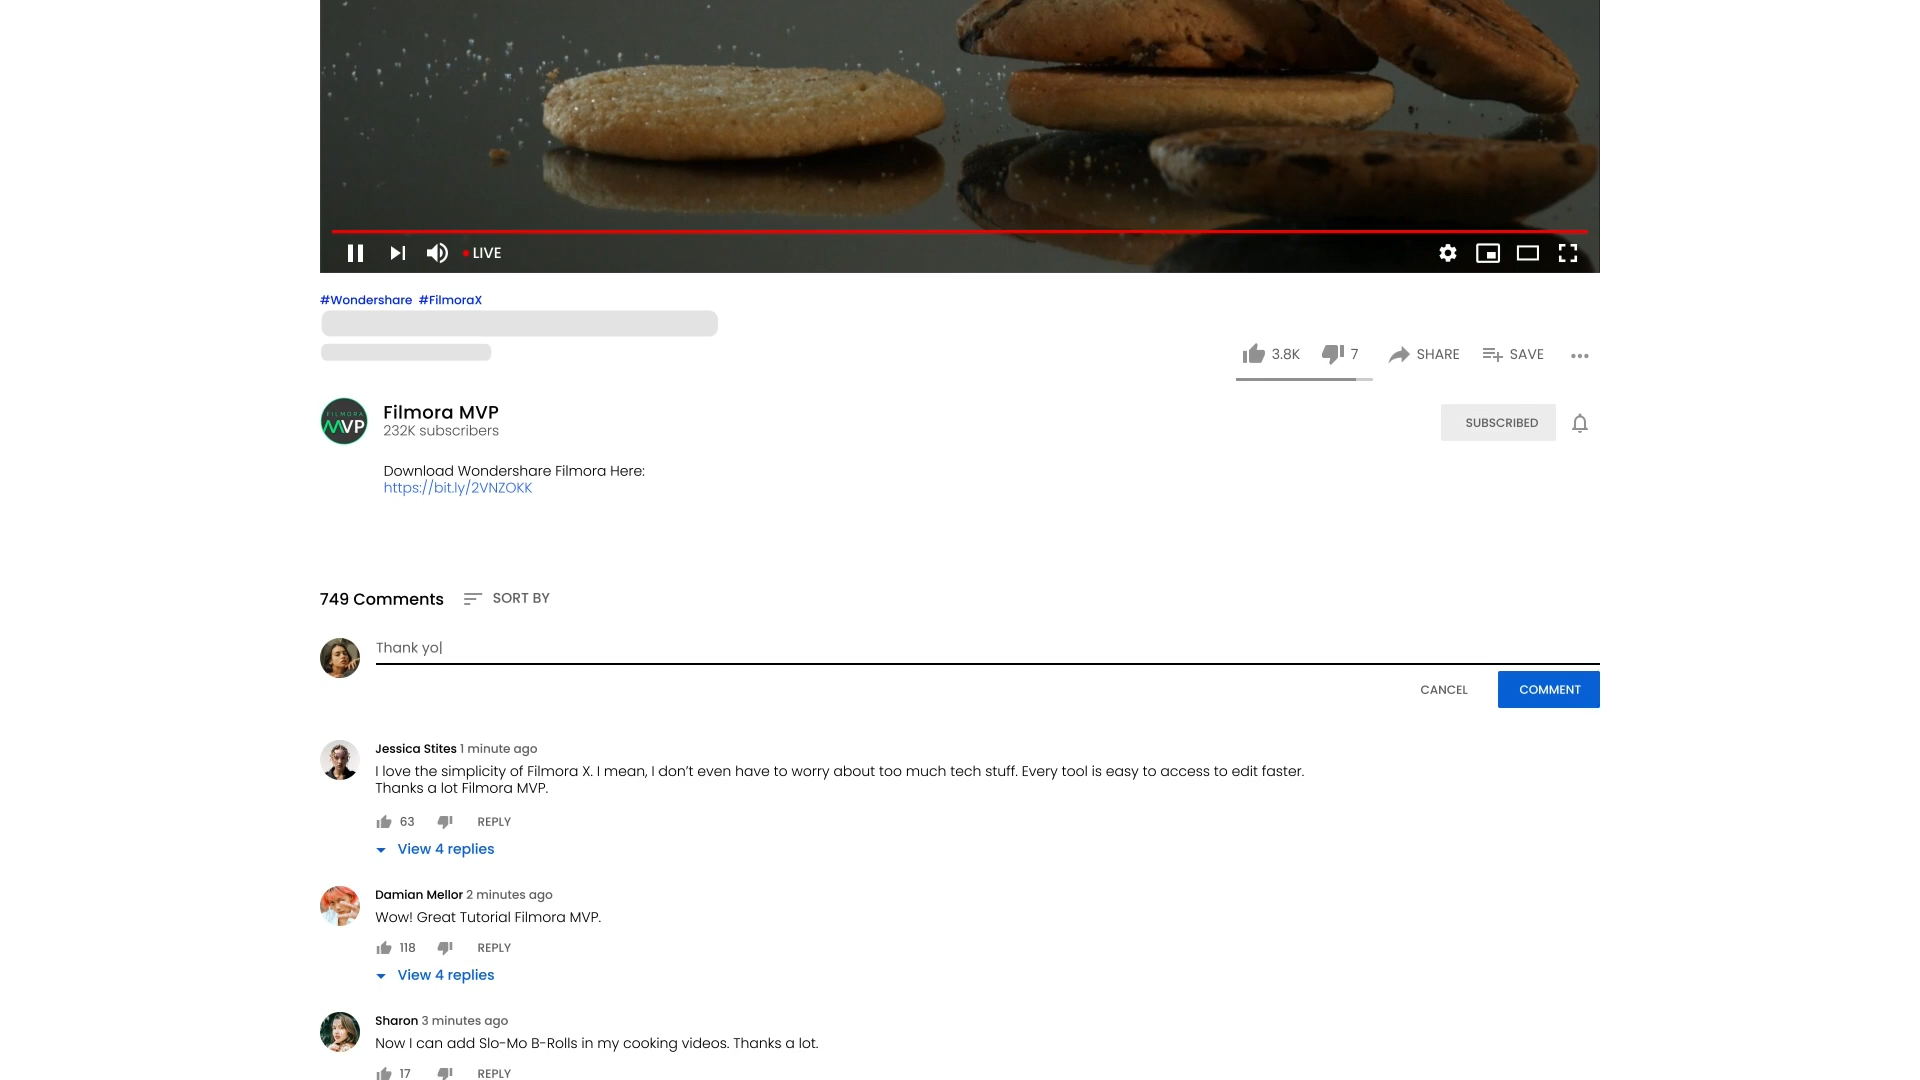 LIVE
#Wondershare #FilmoraX
3.8K 7 SHARE SAVE
FILMORA
MVP
Filmora MVP
232K subscribers
SUBSCRIBED
Download Wondershare Filmora Here:
https://bit.ly/2VNZOKK
749 Comments SORT BY
Thank yo
CANCEL COMMENT
Jessica Stites 1 minute ago
I love the simplicity of Filmora X. I mean, I don’t even have to worry about too much tech stuff. Every tool is easy to access to edit faster.
Thanks a lot Filmora MVP.
63 REPLY
View 4 replies
Damian Mellor 2 minutes ago
Wow! Great Tutorial Filmora MVP.
118 REPLY
View 4 replies
Sharon 3 minutes ago
Now I can add Slo-Mo B-Rolls in my cooking videos. Thanks a lot.
17 REPLY